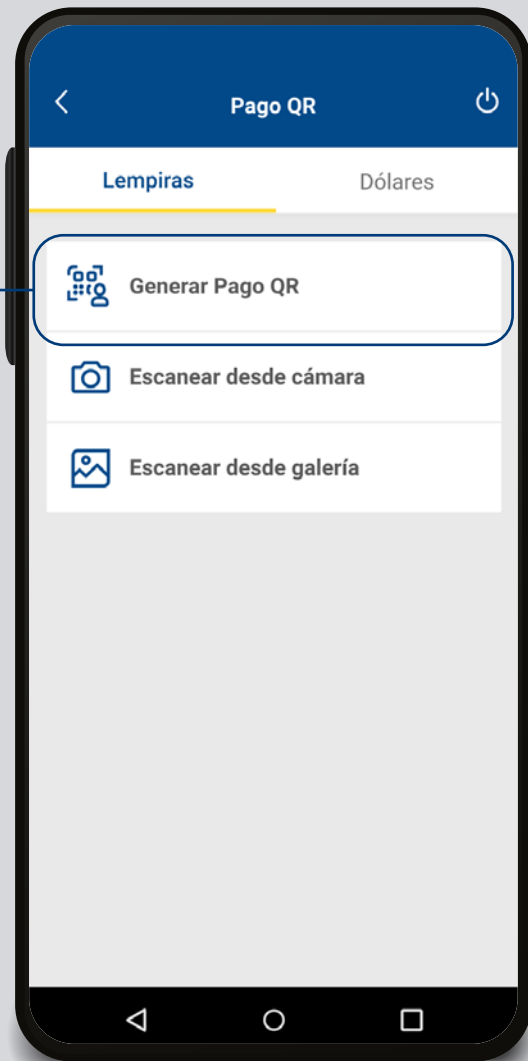 Pago QR
Lempiras
Dólares
Generar Pago QR
Escanear desde cámara
Escanear desde galería